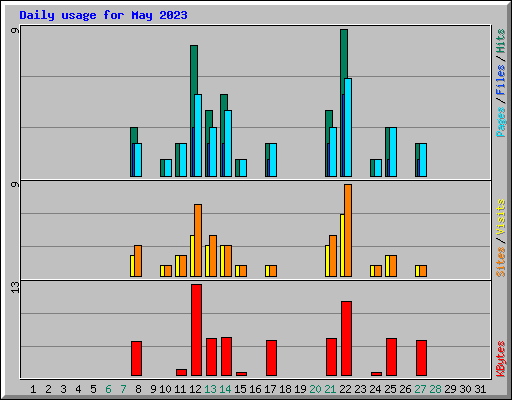 Daily usage for May 2023
9
Pages / Files / Hits
9
Sites / Visits
13
KBytes
1 2 3 4 5 6 7 8 9 10 11 12 13 14 15 16 17 18 19 20 21 22 23 24 25 26 27 28 29 30 31